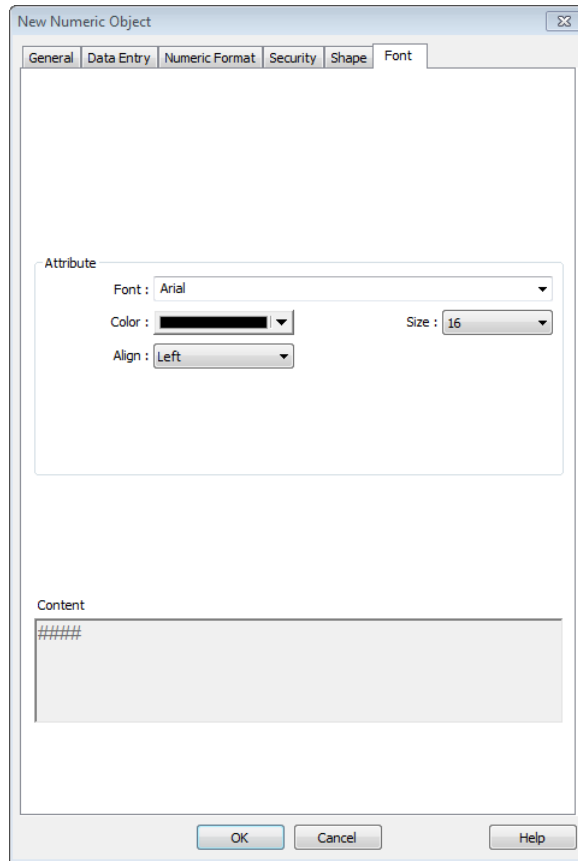 New Numeric Object
General Data Entry Numeric Format Security Shape Font
Attribute
Font : Arial
Color : Size : 16
Align : Left
Content
####
OK Cancel Help